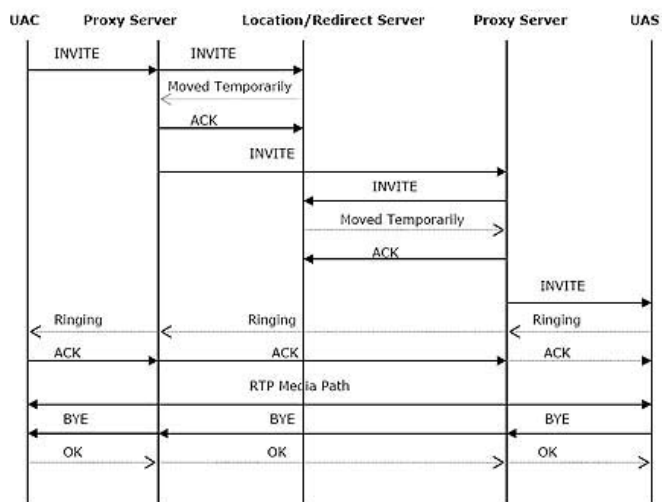 UAC Proxy Server Location/Redirect Server Proxy Server UAS
INVITE INVITE
Moved Temporarily
ACK
INVITE
INVITE
Moved Temporarily
ACK
INVITE
Ringing Ringing Ringing
ACK ACK ACK
RTP Media Path
BYE BYE BYE
OK OK OK